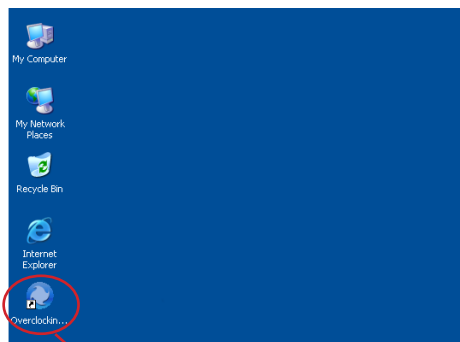 My Computer
My Network
Places
Recycle Bin
Internet
Explorer
Overclockin...